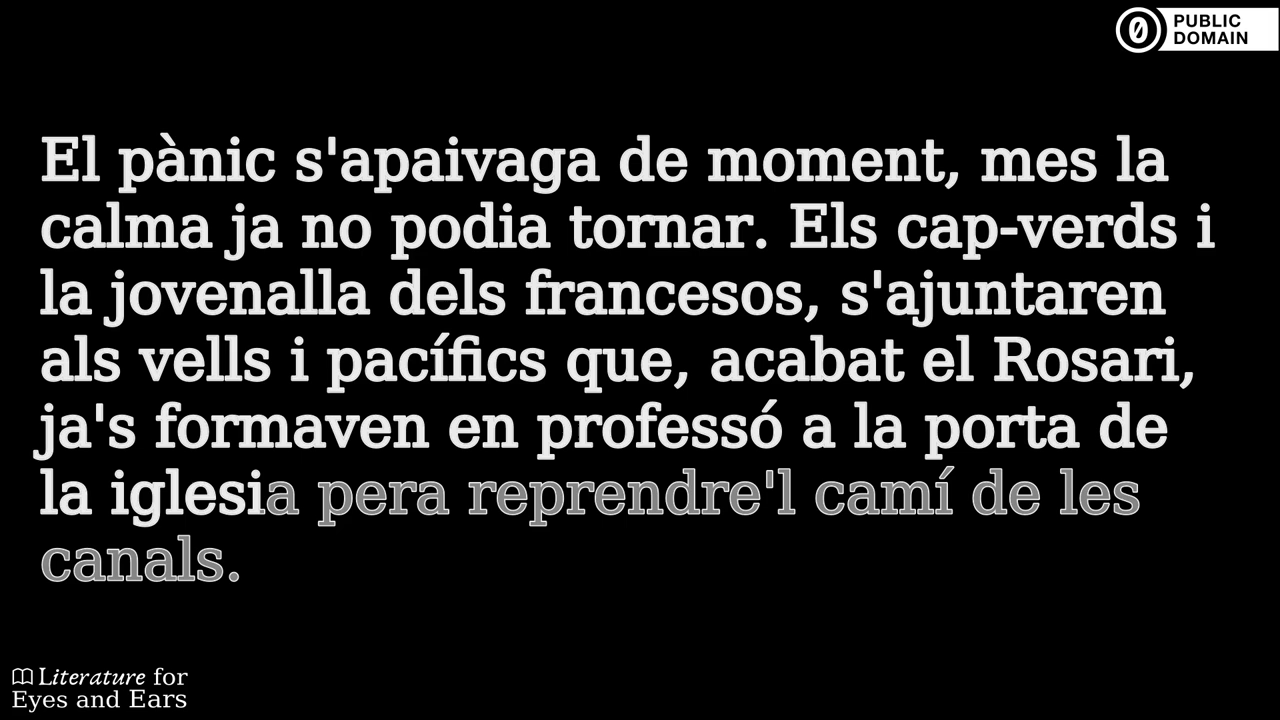 PUBLIC
DOMAIN
El pànic s'apaivaga de moment, mes la
calma ja no podia tornar. Els cap-verds i
la jovenalla dels francesos, s'ajuntaren
als vells i pacífics que, acabat el Rosari,
ja's formaven en professó a la porta de
la iglesia pera reprendre'l camí de les
canals.
Literature for
Eyes and Ears